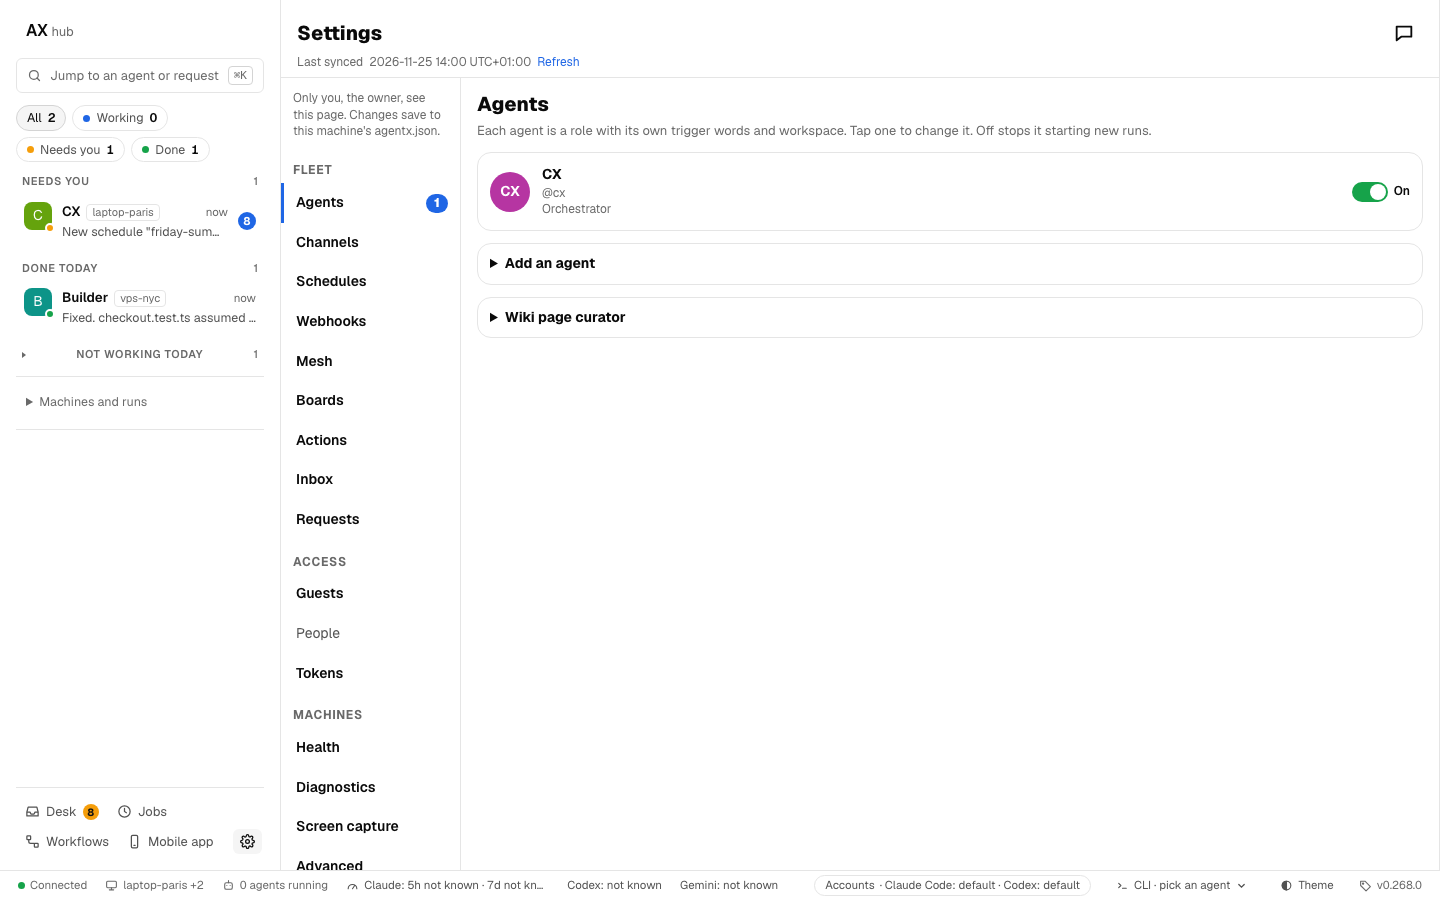 AX hub
Jump to an agent or request ⌘K
All 2
Working 0
Needs you 1
Done 1
NEEDS YOU 1
C
CX laptop-paris now
New schedule "friday-sum... 8
DONE TODAY 1
B
Builder vps-nyc now
Fixed. checkout.test.ts assumed ...
NOT WORKING TODAY 1
Machines and runs
Desk 8
Jobs
Workflows
Mobile app
Settings
Last synced 2026-11-25 14:00 UTC+01:00 Refresh
Only you, the owner, see
this page. Changes save to
this machine's agentx.json.
FLEET
Agents 1
Channels
Schedules
Webhooks
Mesh
Boards
Actions
Inbox
Requests
ACCESS
Guests
People
Tokens
MACHINES
Health
Diagnostics
Screen capture
Advanced
Agents
Each agent is a role with its own trigger words and workspace. Tap one to change it. Off stops it starting new runs.
CX
CX
@cx
Orchestrator
On
Add an agent
Wiki page curator
Connected
laptop-paris +2
0 agents running
Claude: 5h not known · 7d not kn...
Codex: not known
Gemini: not known
Accounts · Claude Code: default · Codex: default
CLI · pick an agent
Theme
v0.268.0